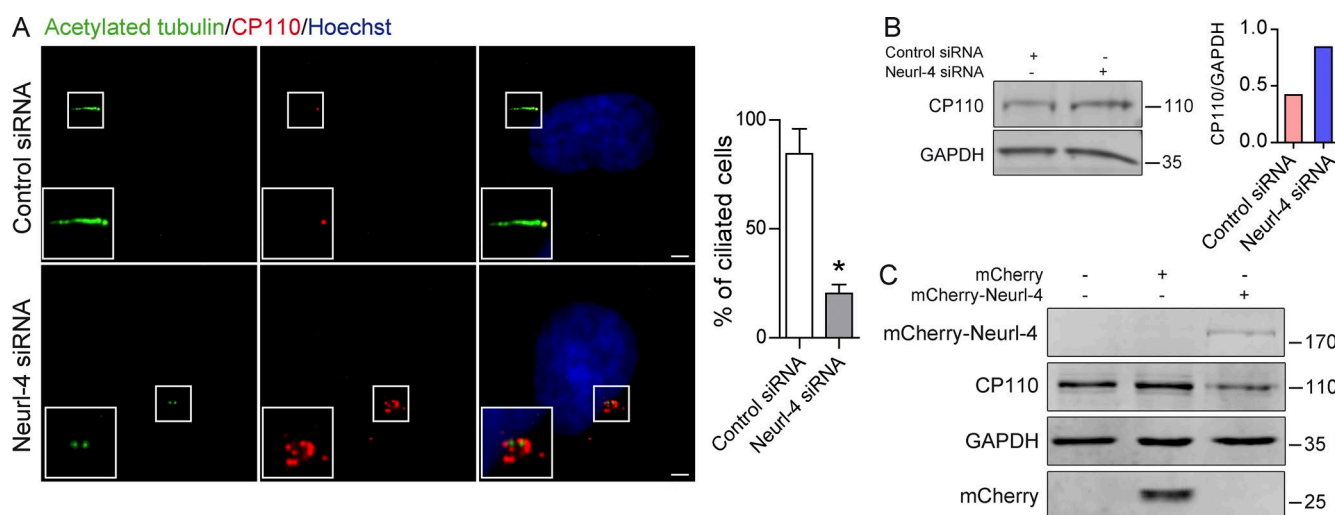 A
Acetylated tubulin/CP110/Hoechst
Control siRNA
Neurl-4 siRNA
% of ciliated cells
100
50
0
*
Control siRNA
Neurl-4 siRNA
B
Control siRNA + -
Neurl-4 siRNA - +
CP110 —110
GAPDH —35
CP110/GAPDH
1.0
0.5
0.0
Control siRNA
Neurl-4 siRNA
C
mCherry - + -
mCherry-Neurl-4 - - +
mCherry-Neurl-4 —170
CP110 —110
GAPDH —35
mCherry —25